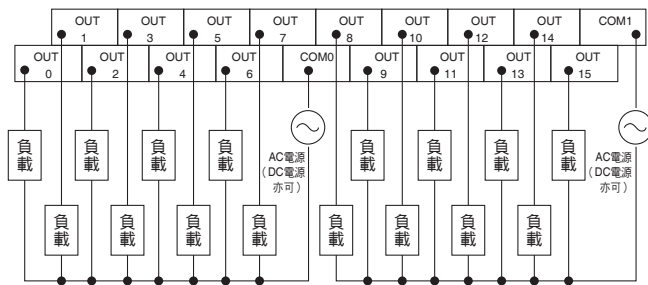 OUT 1
OUT 3
OUT 5
OUT 7
OUT 8
OUT 10
OUT 12
OUT 14
COM1
OUT 0
OUT 2
OUT 4
OUT 6
COM0
OUT 9
OUT 11
OUT 13
OUT 15
負載
負載
負載
負載
AC電源
(DC電源
亦可)
負載
負載
負載
負載
AC電源
(DC電源
亦可)
負載
負載
負載
負載
負載
負載
負載
負載